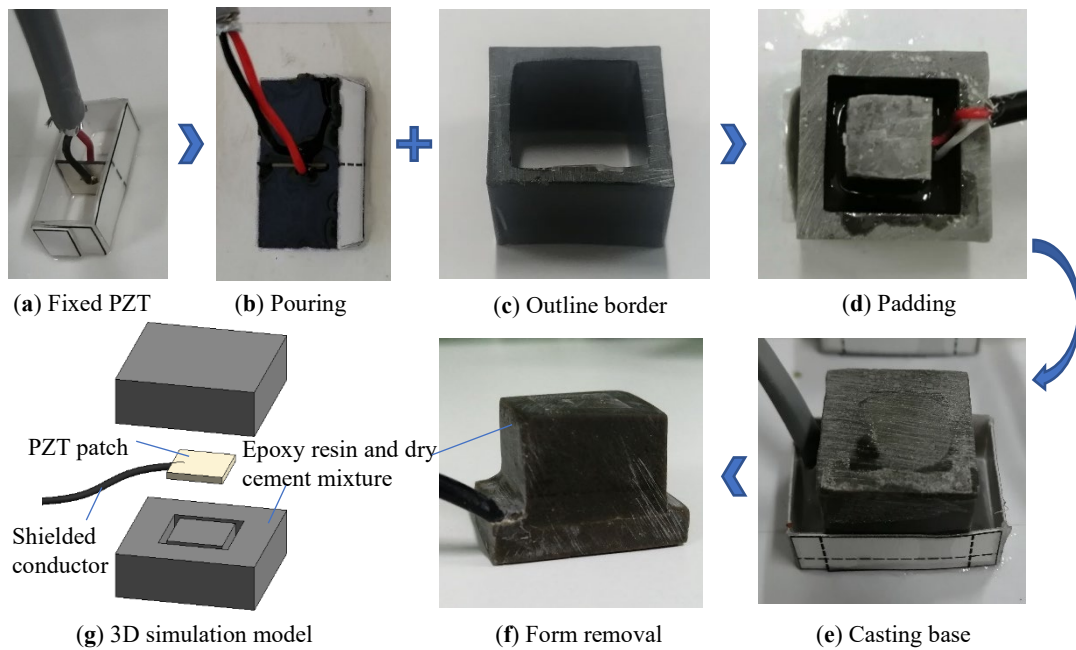 (a) Fixed PZT
(b) Pouring
(c) Outline border
(d) Padding
PZT patch
Epoxy resin and dry
cement mixture
Shielded
conductor
(g) 3D simulation model
(f) Form removal
(e) Casting base